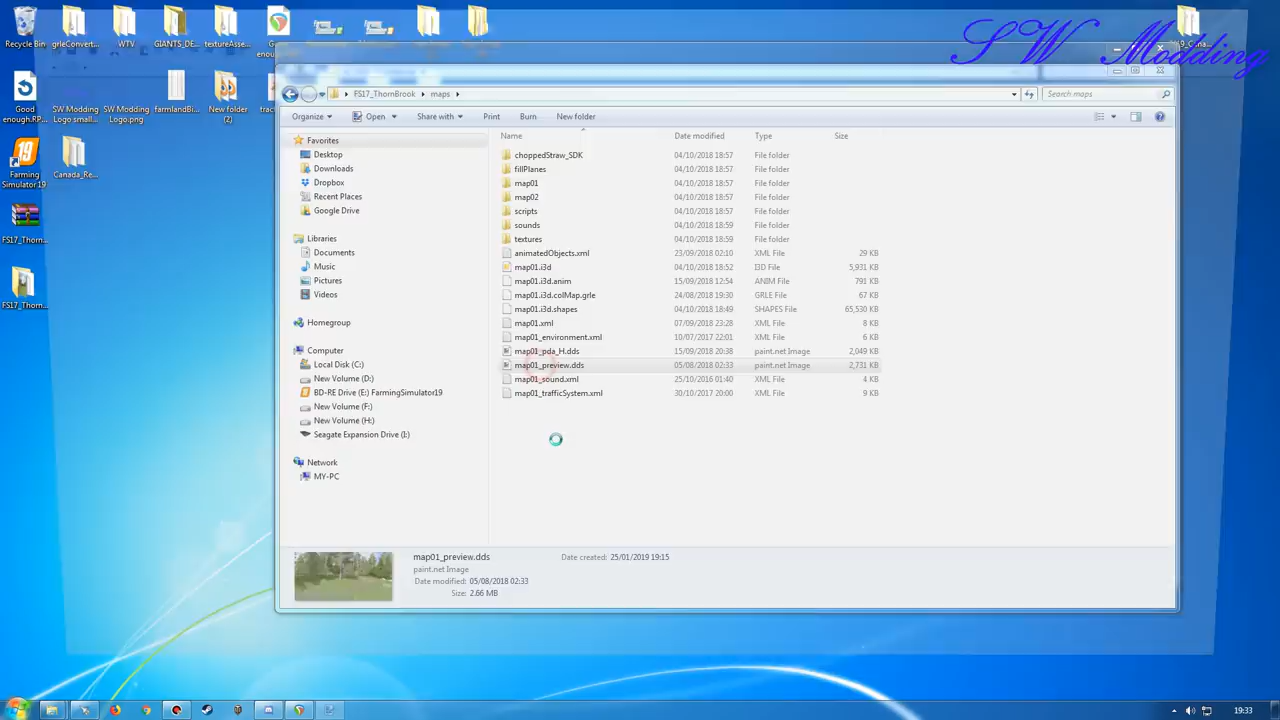 Recycle Bin
grleConvert...
WTV
GIANTS_DE...
textureAsse...
SW Modding
Good
enough.RP...
SW Modding
Logo small...
SW Modding
Logo.png
farmlandBi...
New folder
(2)
Farming
Simulator 19
Canada_Re...
FS17_Thorn...
FS17_Thorn...
FS17_ThornBrook
maps
Search maps
Organize
Open
Share with
Print
Burn
New folder
Favorites
Desktop
Downloads
Dropbox
Recent Places
Google Drive
Libraries
Documents
Music
Pictures
Videos
Homegroup
Computer
Local Disk (C:)
New Volume (D:)
BD-RE Drive (E:) FarmingSimulator19
New Volume (F:)
New Volume (H:)
Seagate Expansion Drive (I:)
Network
MY-PC
Name Date modified Type Size
choppedStraw_SDK 04/10/2018 18:57 File folder
fillPlanes 04/10/2018 18:57 File folder
map01 04/10/2018 18:57 File folder
map02 04/10/2018 18:57 File folder
scripts 04/10/2018 18:57 File folder
sounds 04/10/2018 18:59 File folder
textures 04/10/2018 18:59 File folder
animatedObjects.xml 23/09/2018 02:10 XML File 29 KB
map01.i3d 04/10/2018 18:52 I3D File 5,931 KB
map01.i3d.anim 15/09/2018 12:54 ANIM File 791 KB
map01.i3d.colMap.grle 24/08/2018 19:30 GRLE File 67 KB
map01.i3d.shapes 04/10/2018 18:49 SHAPES File 65,530 KB
map01.xml 07/09/2018 23:28 XML File 8 KB
map01_environment.xml 10/07/2017 22:01 XML File 6 KB
map01_pda_H.dds 15/09/2018 20:38 paint.net Image 2,049 KB
map01_preview.dds 05/08/2018 02:33 paint.net Image 2,731 KB
map01_sound.xml 25/10/2016 01:40 XML File 4 KB
map01_trafficSystem.xml 30/10/2017 20:00 XML File 9 KB
map01_preview.dds Date created: 25/01/2019 19:15
paint.net Image
Date modified: 05/08/2018 02:33
Size: 2.66 MB
19:33